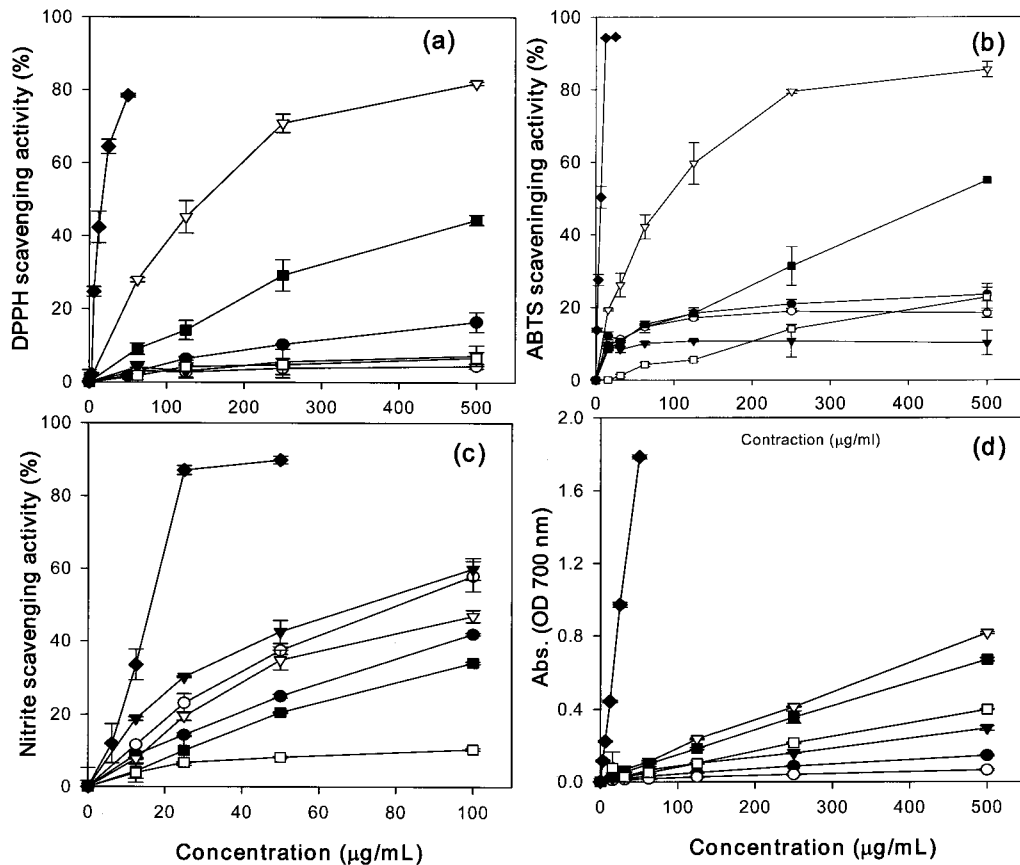 (a)
DPPH scavenging activity (%)
100
80
60
40
20
0
0 100 200 300 400 500
(b)
ABTS scaveninging activity (%)
100
80
60
40
20
0
0 100 200 300 400 500
Contraction (μg/ml)
(c)
Nitrite scavenging activity (%)
100
80
60
40
20
0
0 20 40 60 80 100
Concentration (μg/mL)
(d)
Abs. (OD 700 nm)
2.0
1.6
1.2
0.8
0.4
0.0
0 100 200 300 400 500
Concentration (μg/mL)